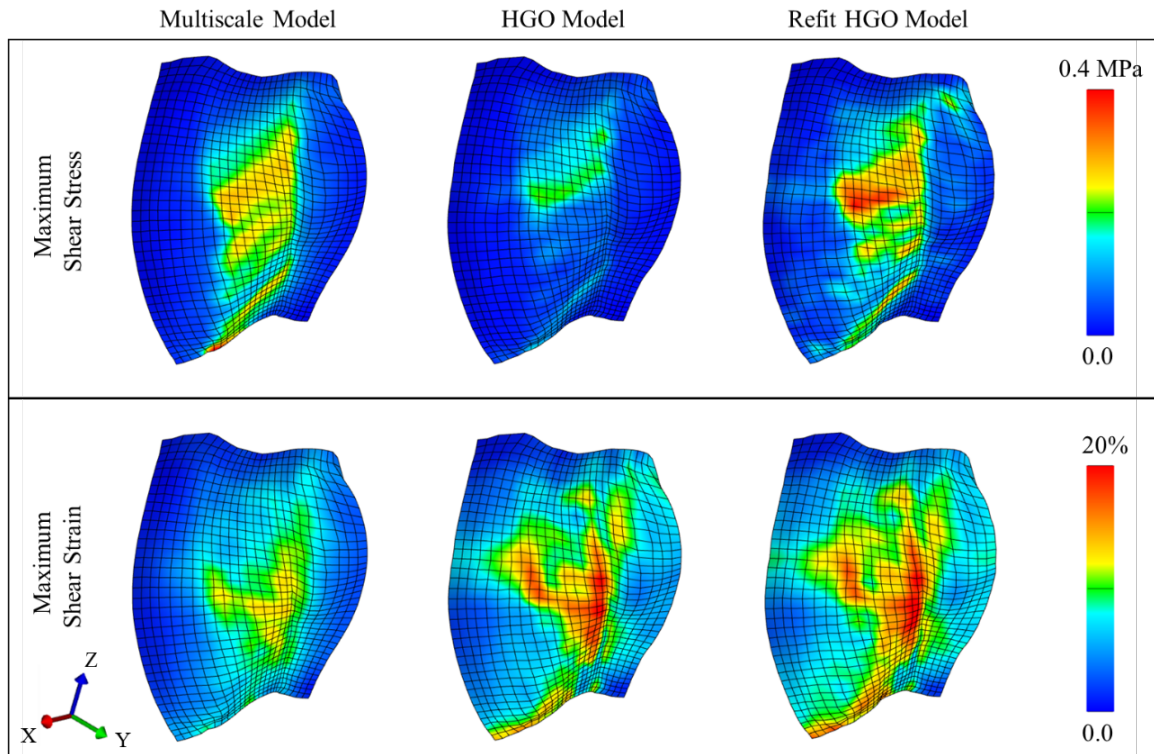 Multiscale Model
HGO Model
Refit HGO Model
Maximum
Shear Stress
0.4 MPa
0.0
Maximum
Shear Strain
20%
0.0
Z
X
Y